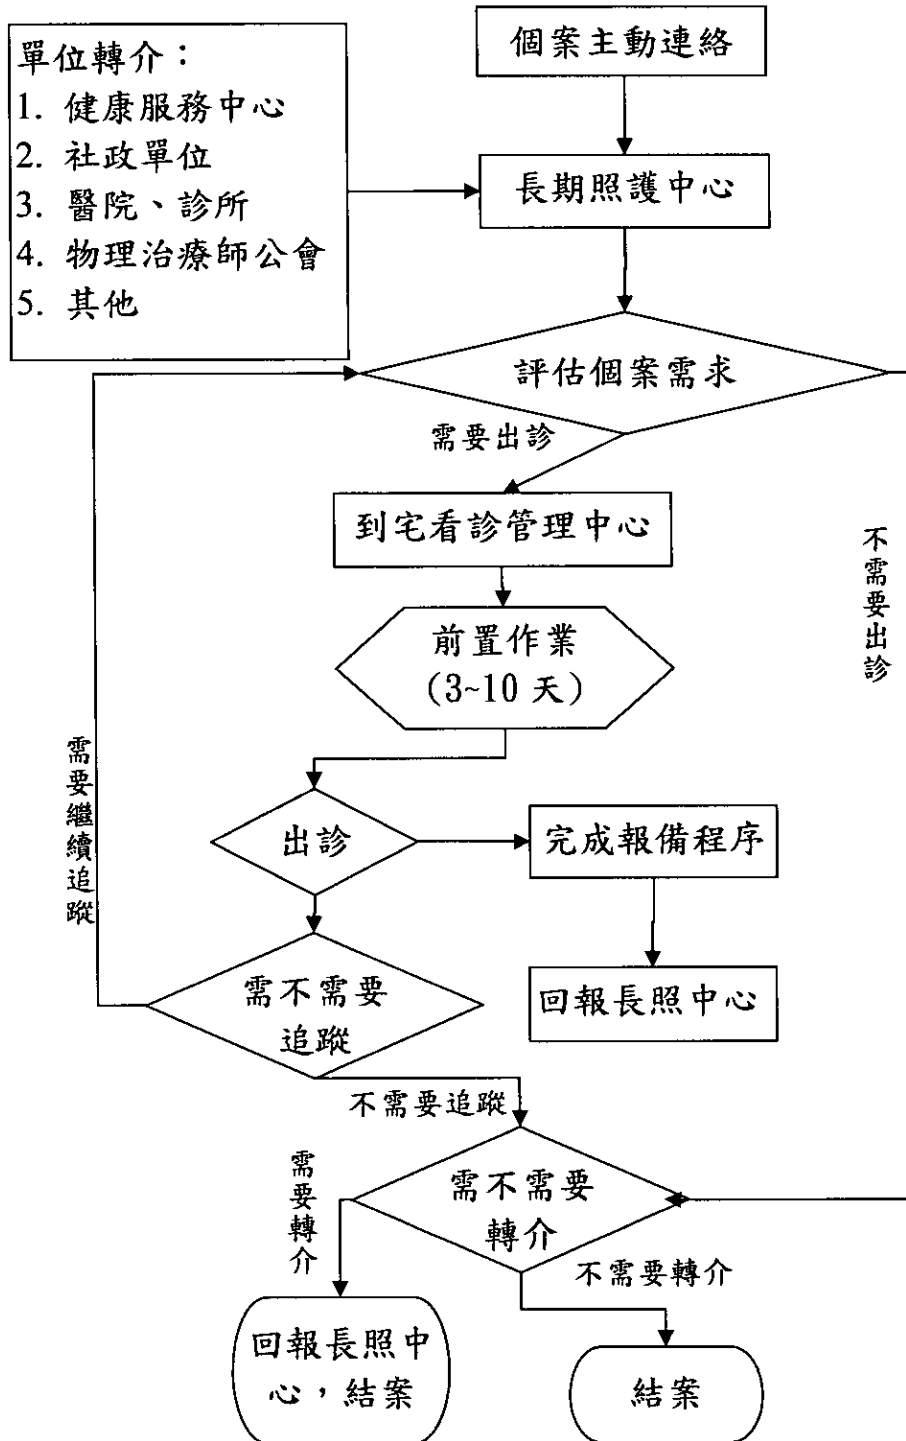 個案主動連絡
單位轉介：
1. 健康服務中心
2. 社政單位
3. 醫院、診所
4. 物理治療師公會
5. 其他
長期照護中心
評估個案需求
需要出診
不需要出診
到宅看診管理中心
前置作業
(3~10 天)
需要繼續追蹤
出診
完成報備程序
需不需要
追蹤
回報長照中心
不需要追蹤
需不需要
轉介
需要轉介
不需要轉介
回報長照中
心，結案
結案